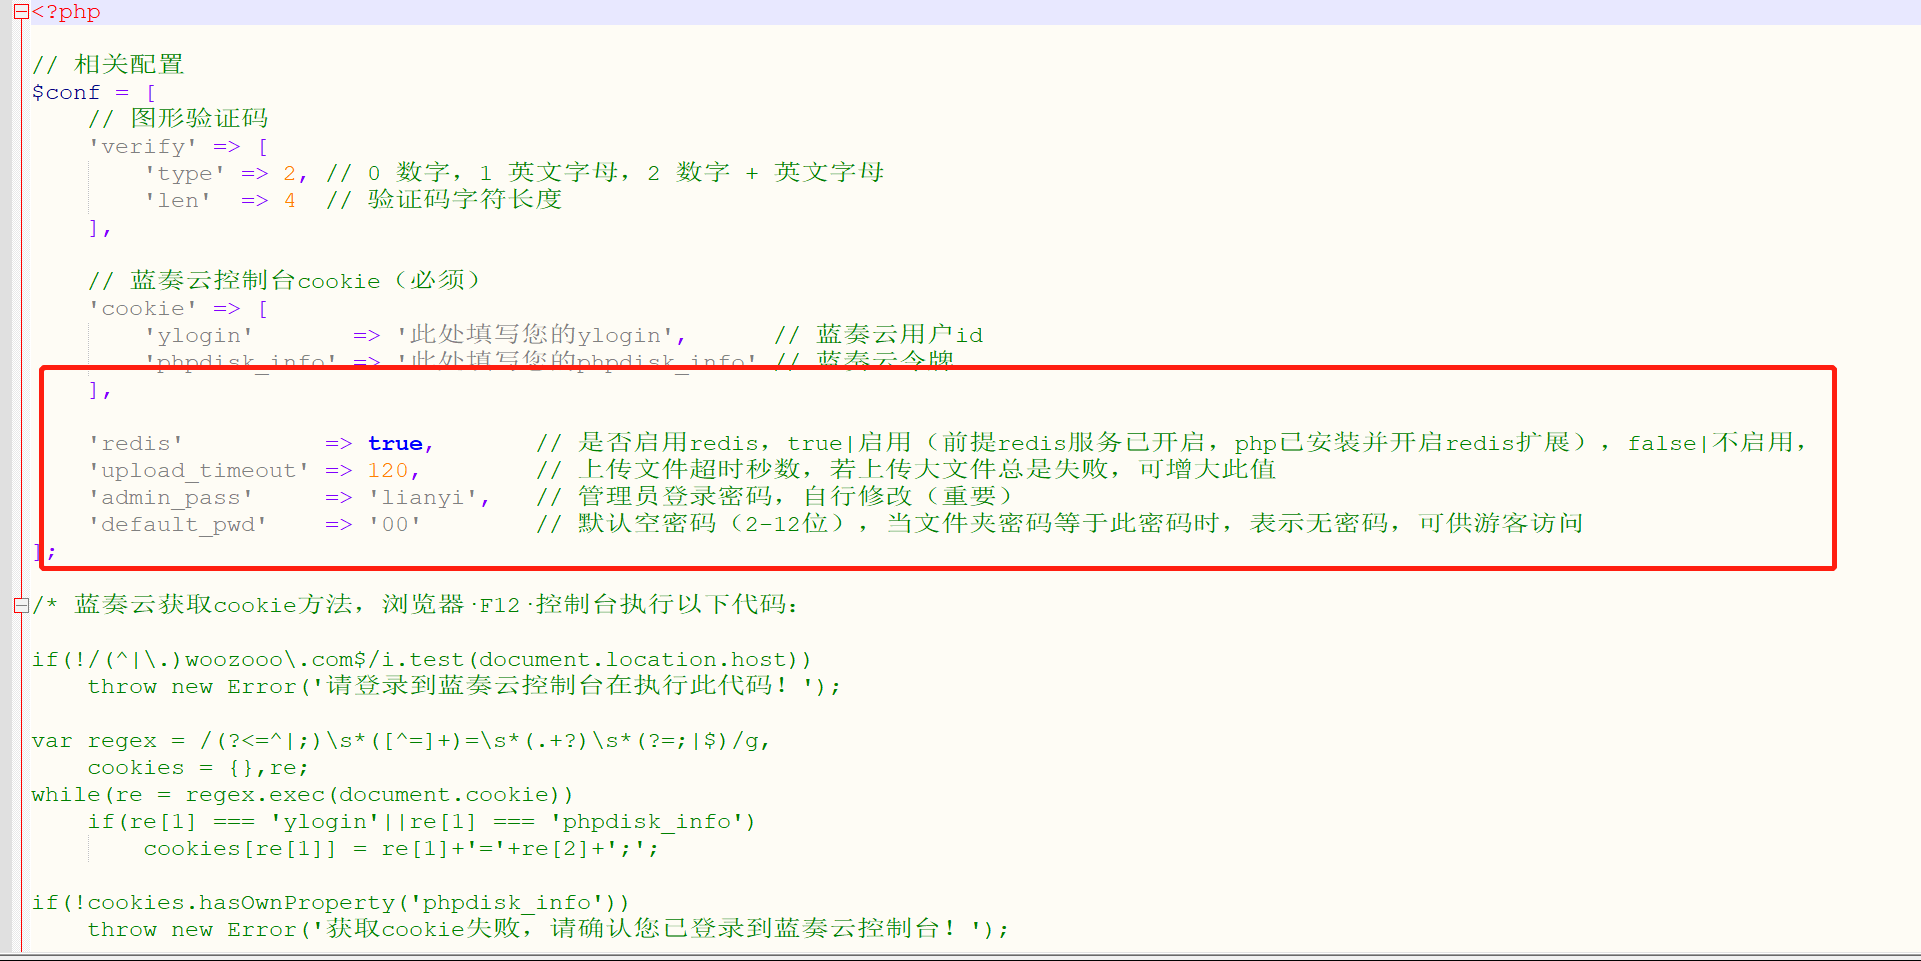 <?php
// 相关配置
$conf = [
    // 图形验证码
    'verify' => [
        'type' => 2, // 0 数字，1 英文字母，2 数字 + 英文字母
        'len'  => 4  // 验证码字符长度
    ],
    // 蓝奏云控制台cookie（必须）
    'cookie' => [
        'ylogin'       => '此处填写您的ylogin',      // 蓝奏云用户id
        'phpdisk_info' => '此处填写您的phpdisk_info' // 蓝奏云令牌
    ],
    'redis'          => true,       // 是否启用redis，true|启用（前提redis服务已开启，php已安装并开启redis扩展），false|不启用，
    'upload_timeout' => 120,        // 上传文件超时秒数，若上传大文件总是失败，可增大此值
    'admin_pass'     => 'lianyi',   // 管理员登录密码，自行修改（重要）
    'default_pwd'    => '00'        // 默认空密码（2-12位），当文件夹密码等于此密码时，表示无密码，可供游客访问
];
/* 蓝奏云获取cookie方法，浏览器·F12·控制台执行以下代码：
if(!/(^|\.)woozooo\.com$/i.test(document.location.host))
    throw new Error('请登录到蓝奏云控制台在执行此代码！');
var regex = /(?<=^|;)\s*([^=]+)=\s*(.+?)\s*(?=;|$)/g,
    cookies = {},re;
while(re = regex.exec(document.cookie))
    if(re[1] === 'ylogin'||re[1] === 'phpdisk_info')
        cookies[re[1]] = re[1]+'='+re[2]+';';
if(!cookies.hasOwnProperty('phpdisk_info'))
    throw new Error('获取cookie失败，请确认您已登录到蓝奏云控制台！');